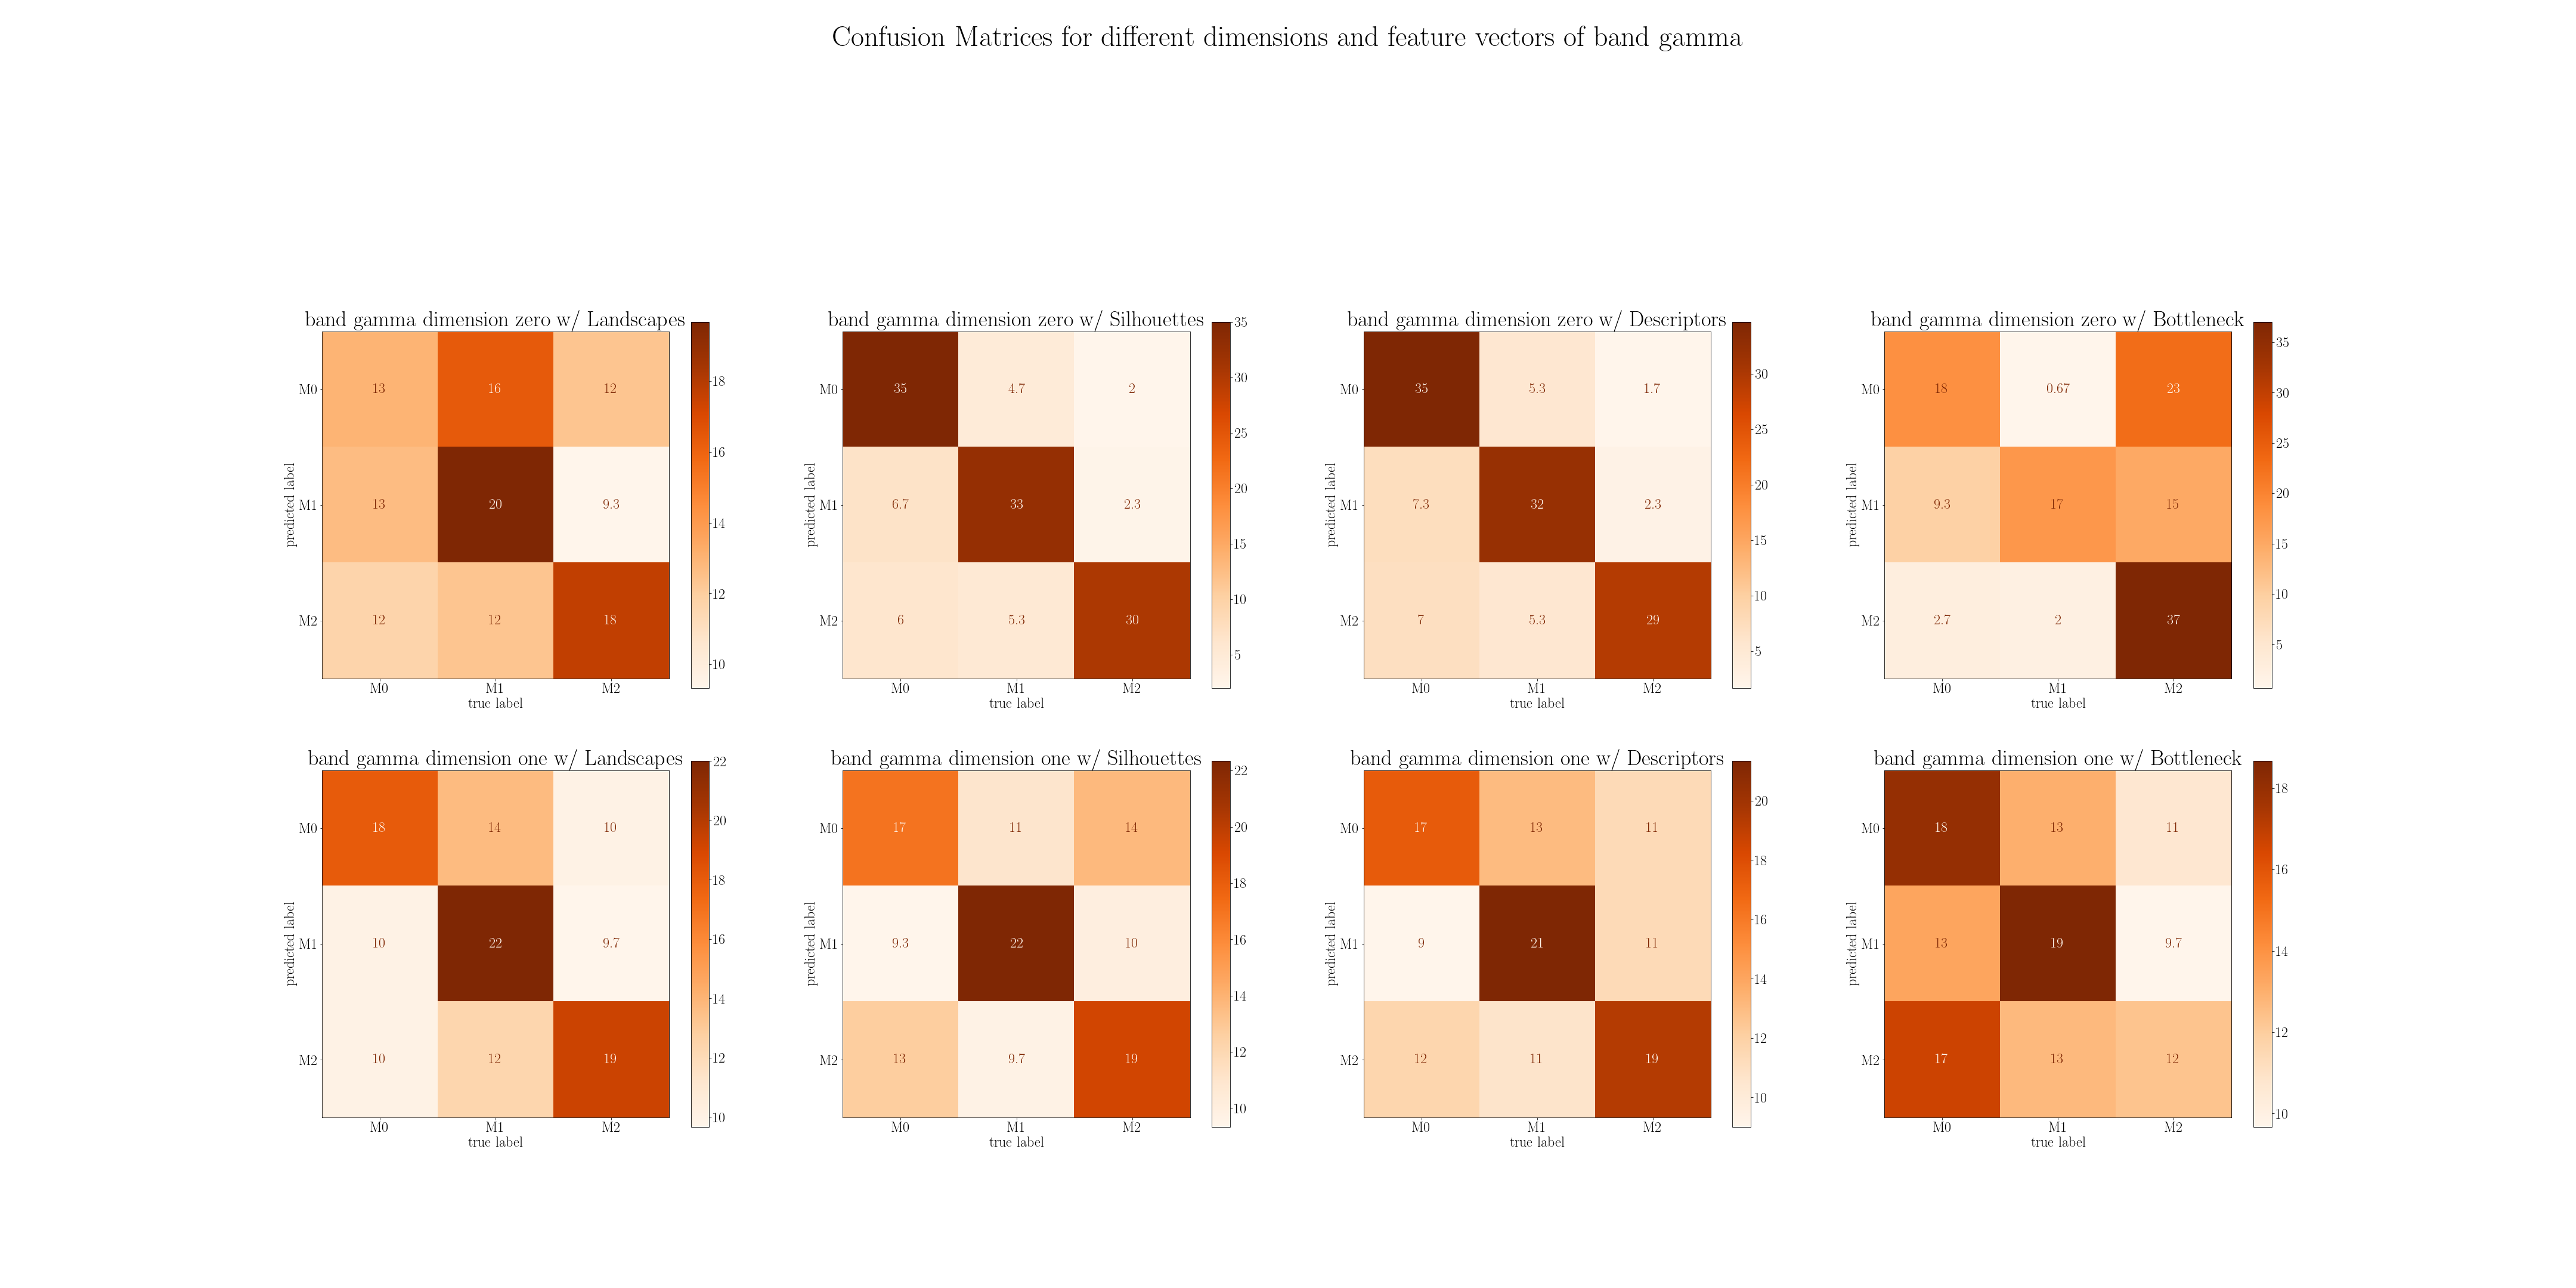 Confusion Matrices for different dimensions and feature vectors of band gamma
band gamma dimension zero w/ Landscapes
predicted label
M0 13 16 12
M1 13 20 9.3
M2 12 12 18
M0 M1 M2
true label
18
16
14
12
10
band gamma dimension zero w/ Silhouettes
predicted label
M0 35 4.7 2
M1 6.7 33 2.3
M2 6 5.3 30
M0 M1 M2
true label
35
30
25
20
15
10
5
band gamma dimension zero w/ Descriptors
predicted label
M0 35 5.3 1.7
M1 7.3 32 2.3
M2 7 5.3 29
M0 M1 M2
true label
30
25
20
15
10
5
band gamma dimension zero w/ Bottleneck
predicted label
M0 18 0.67 23
M1 9.3 17 15
M2 2.7 2 37
M0 M1 M2
true label
35
30
25
20
15
10
5
band gamma dimension one w/ Landscapes
predicted label
M0 18 14 10
M1 10 22 9.7
M2 10 12 19
M0 M1 M2
true label
22
20
18
16
14
12
10
band gamma dimension one w/ Silhouettes
predicted label
M0 17 11 14
M1 9.3 22 10
M2 13 9.7 19
M0 M1 M2
true label
22
20
18
16
14
12
10
band gamma dimension one w/ Descriptors
predicted label
M0 17 13 11
M1 9 21 11
M2 12 11 19
M0 M1 M2
true label
20
18
16
14
12
10
band gamma dimension one w/ Bottleneck
predicted label
M0 18 13 11
M1 13 19 9.7
M2 17 13 12
M0 M1 M2
true label
18
16
14
12
10